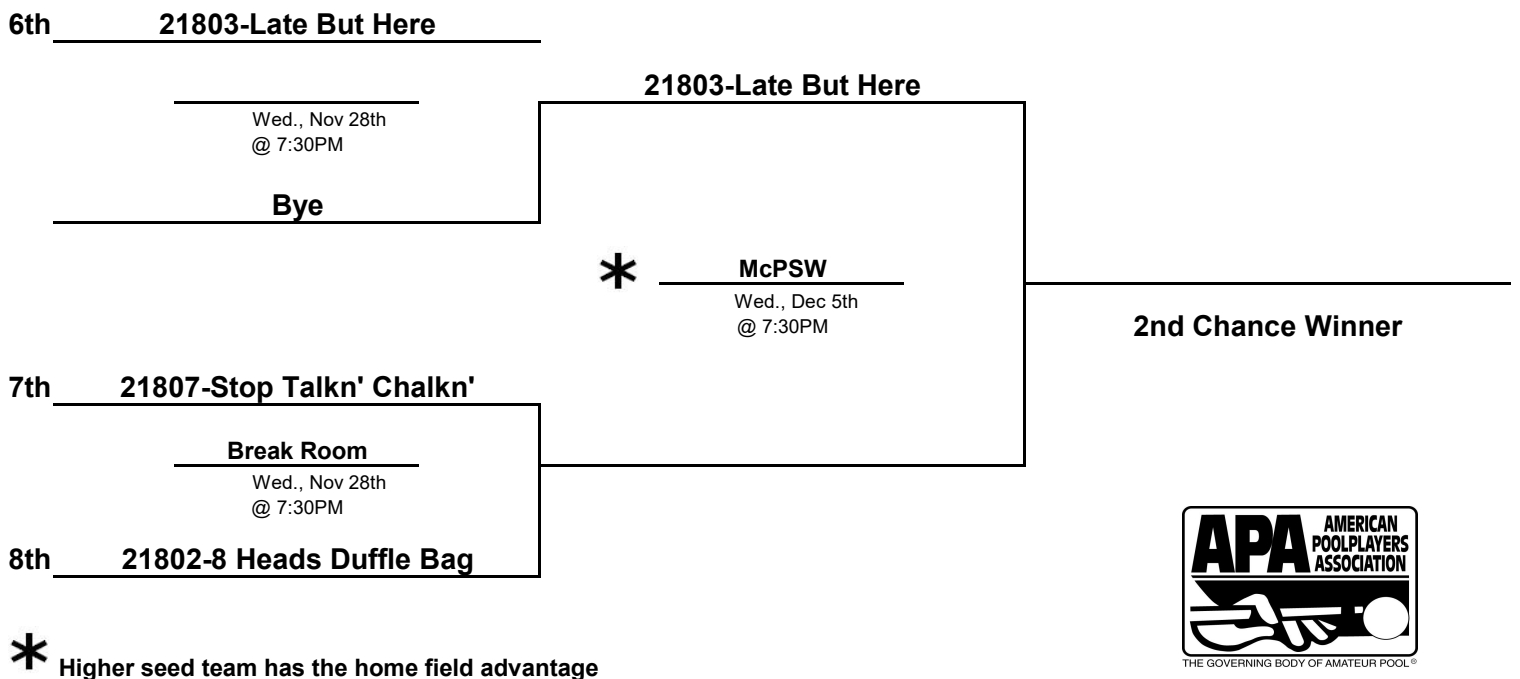 6th 21803-Late But Here
21803-Late But Here
Wed., Nov 28th
@ 7:30PM
Bye
* McPSW
Wed., Dec 5th
@ 7:30PM
2nd Chance Winner
7th 21807-Stop Talkn' Chalkn'
Break Room
Wed., Nov 28th
@ 7:30PM
8th 21802-8 Heads Duffle Bag
APA AMERICAN
POOLPLAYERS
ASSOCIATION
THE GOVERNING BODY OF AMATEUR POOL®
* Higher seed team has the home field advantage